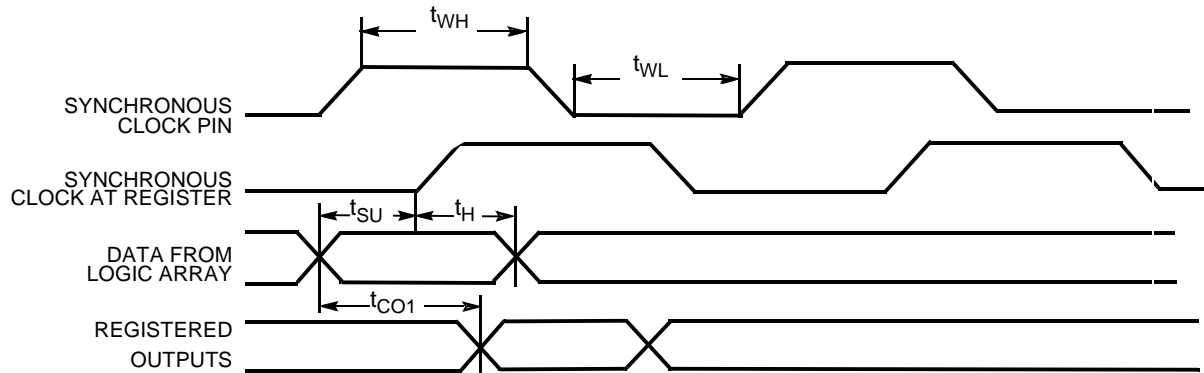 tWH
tWL
SYNCHRONOUS
CLOCK PIN
SYNCHRONOUS
CLOCK AT REGISTER
tSU
tH
DATA FROM
LOGIC ARRAY
tCO1
REGISTERED
OUTPUTS